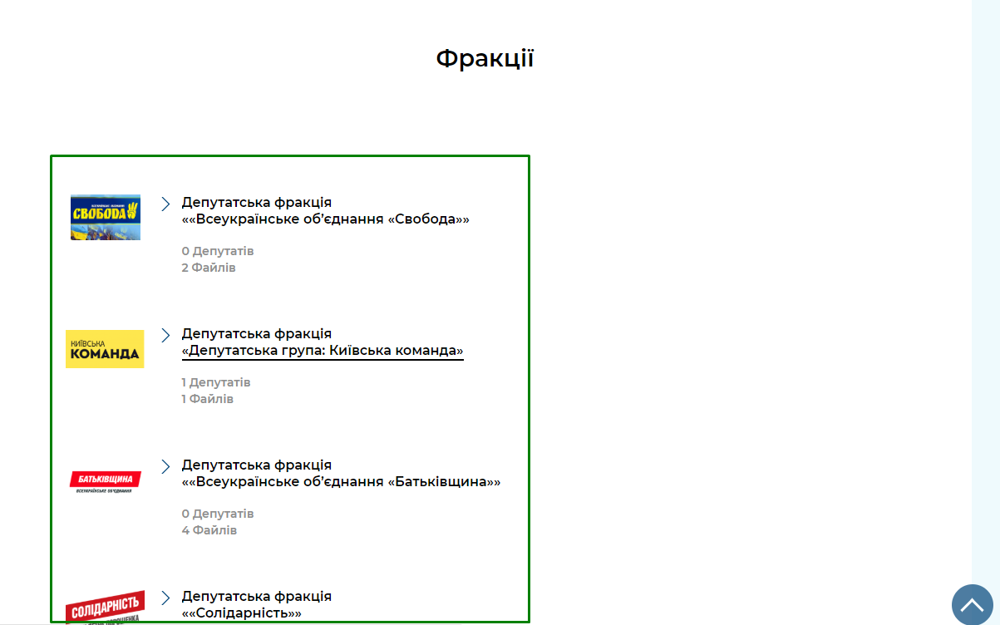 Фракції
СВОБОДА
Депутатська фракція
««Всеукраїнське об’єднання «Свобода»»
0 Депутатів
2 Файлів
КИЇВСЬКА
КОМАНДА
Депутатська фракція
«Депутатська група: Київська команда»
1 Депутатів
1 Файлів
БАТЬКІВЩИНА
ВСЕУКРАЇНСЬКЕ ОБ'ЄДНАННЯ
Депутатська фракція
««Всеукраїнське об’єднання «Батьківщина»»
0 Депутатів
4 Файлів
СОЛІДАРНІСТЬ
Депутатська фракція
««Солідарність»»